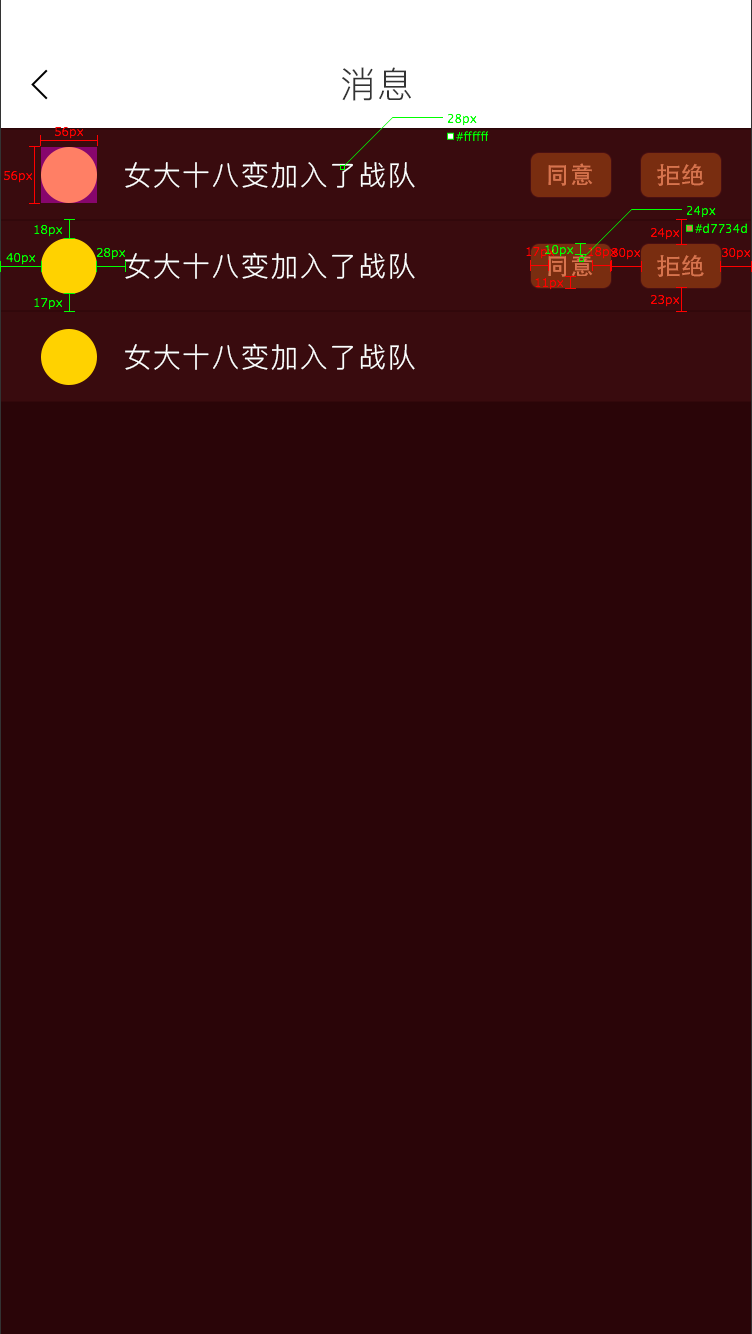 消息
28px
56px
#ffffff
56px
女大十八变加入了战队
同意
拒绝
24px
18px
24px
#d7734d
40px
28px
女大十八变加入了战队
10px
同意
30px
拒绝
30px
17px
11px
23px
女大十八变加入了战队